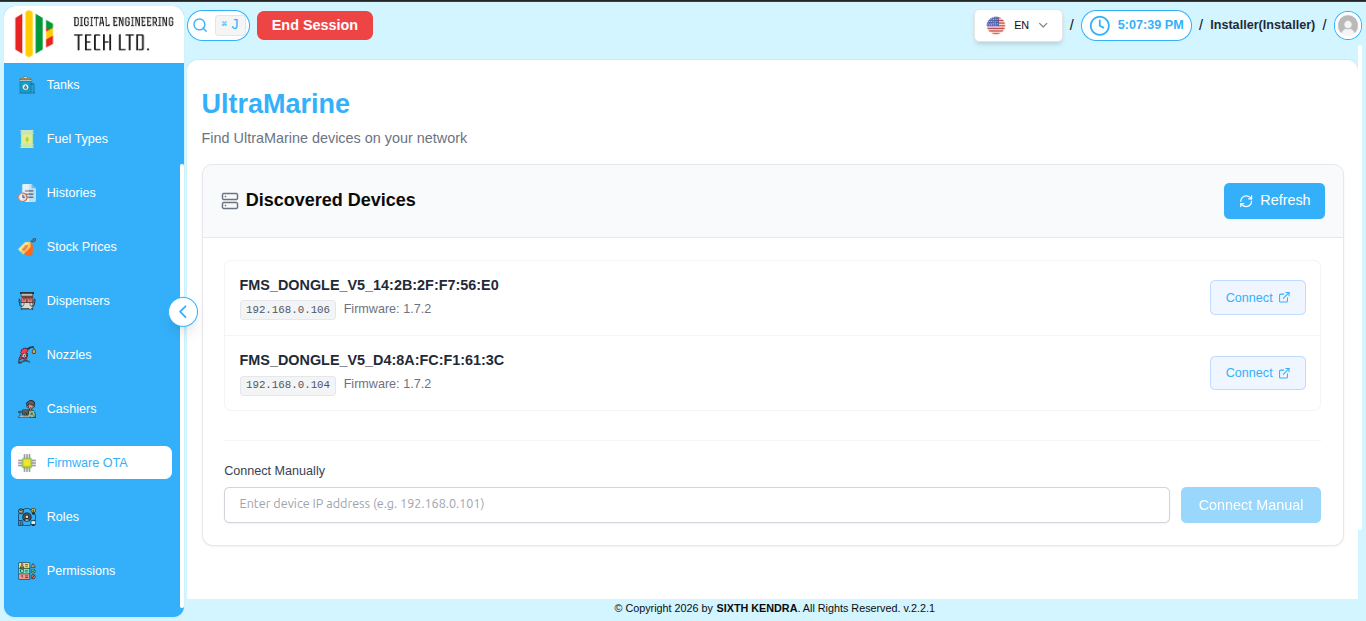 DIGITAL ENGINEERING
TECH LTD.
⌘ J
End Session
EN
/
5:07:39 PM
/
Installer(Installer)
/
Tanks
Fuel Types
Histories
Stock Prices
Dispensers
Nozzles
Cashiers
Firmware OTA
Roles
Permissions
UltraMarine
Find UltraMarine devices on your network
Discovered Devices
Refresh
FMS_DONGLE_V5_14:2B:2F:F7:56:E0
192.168.0.106 Firmware: 1.7.2
Connect
FMS_DONGLE_V5_D4:8A:FC:F1:61:3C
192.168.0.104 Firmware: 1.7.2
Connect
Connect Manually
Enter device IP address (e.g. 192.168.0.101)
Connect Manual
© Copyright 2026 by SIXTH KENDRA. All Rights Reserved. v.2.2.1